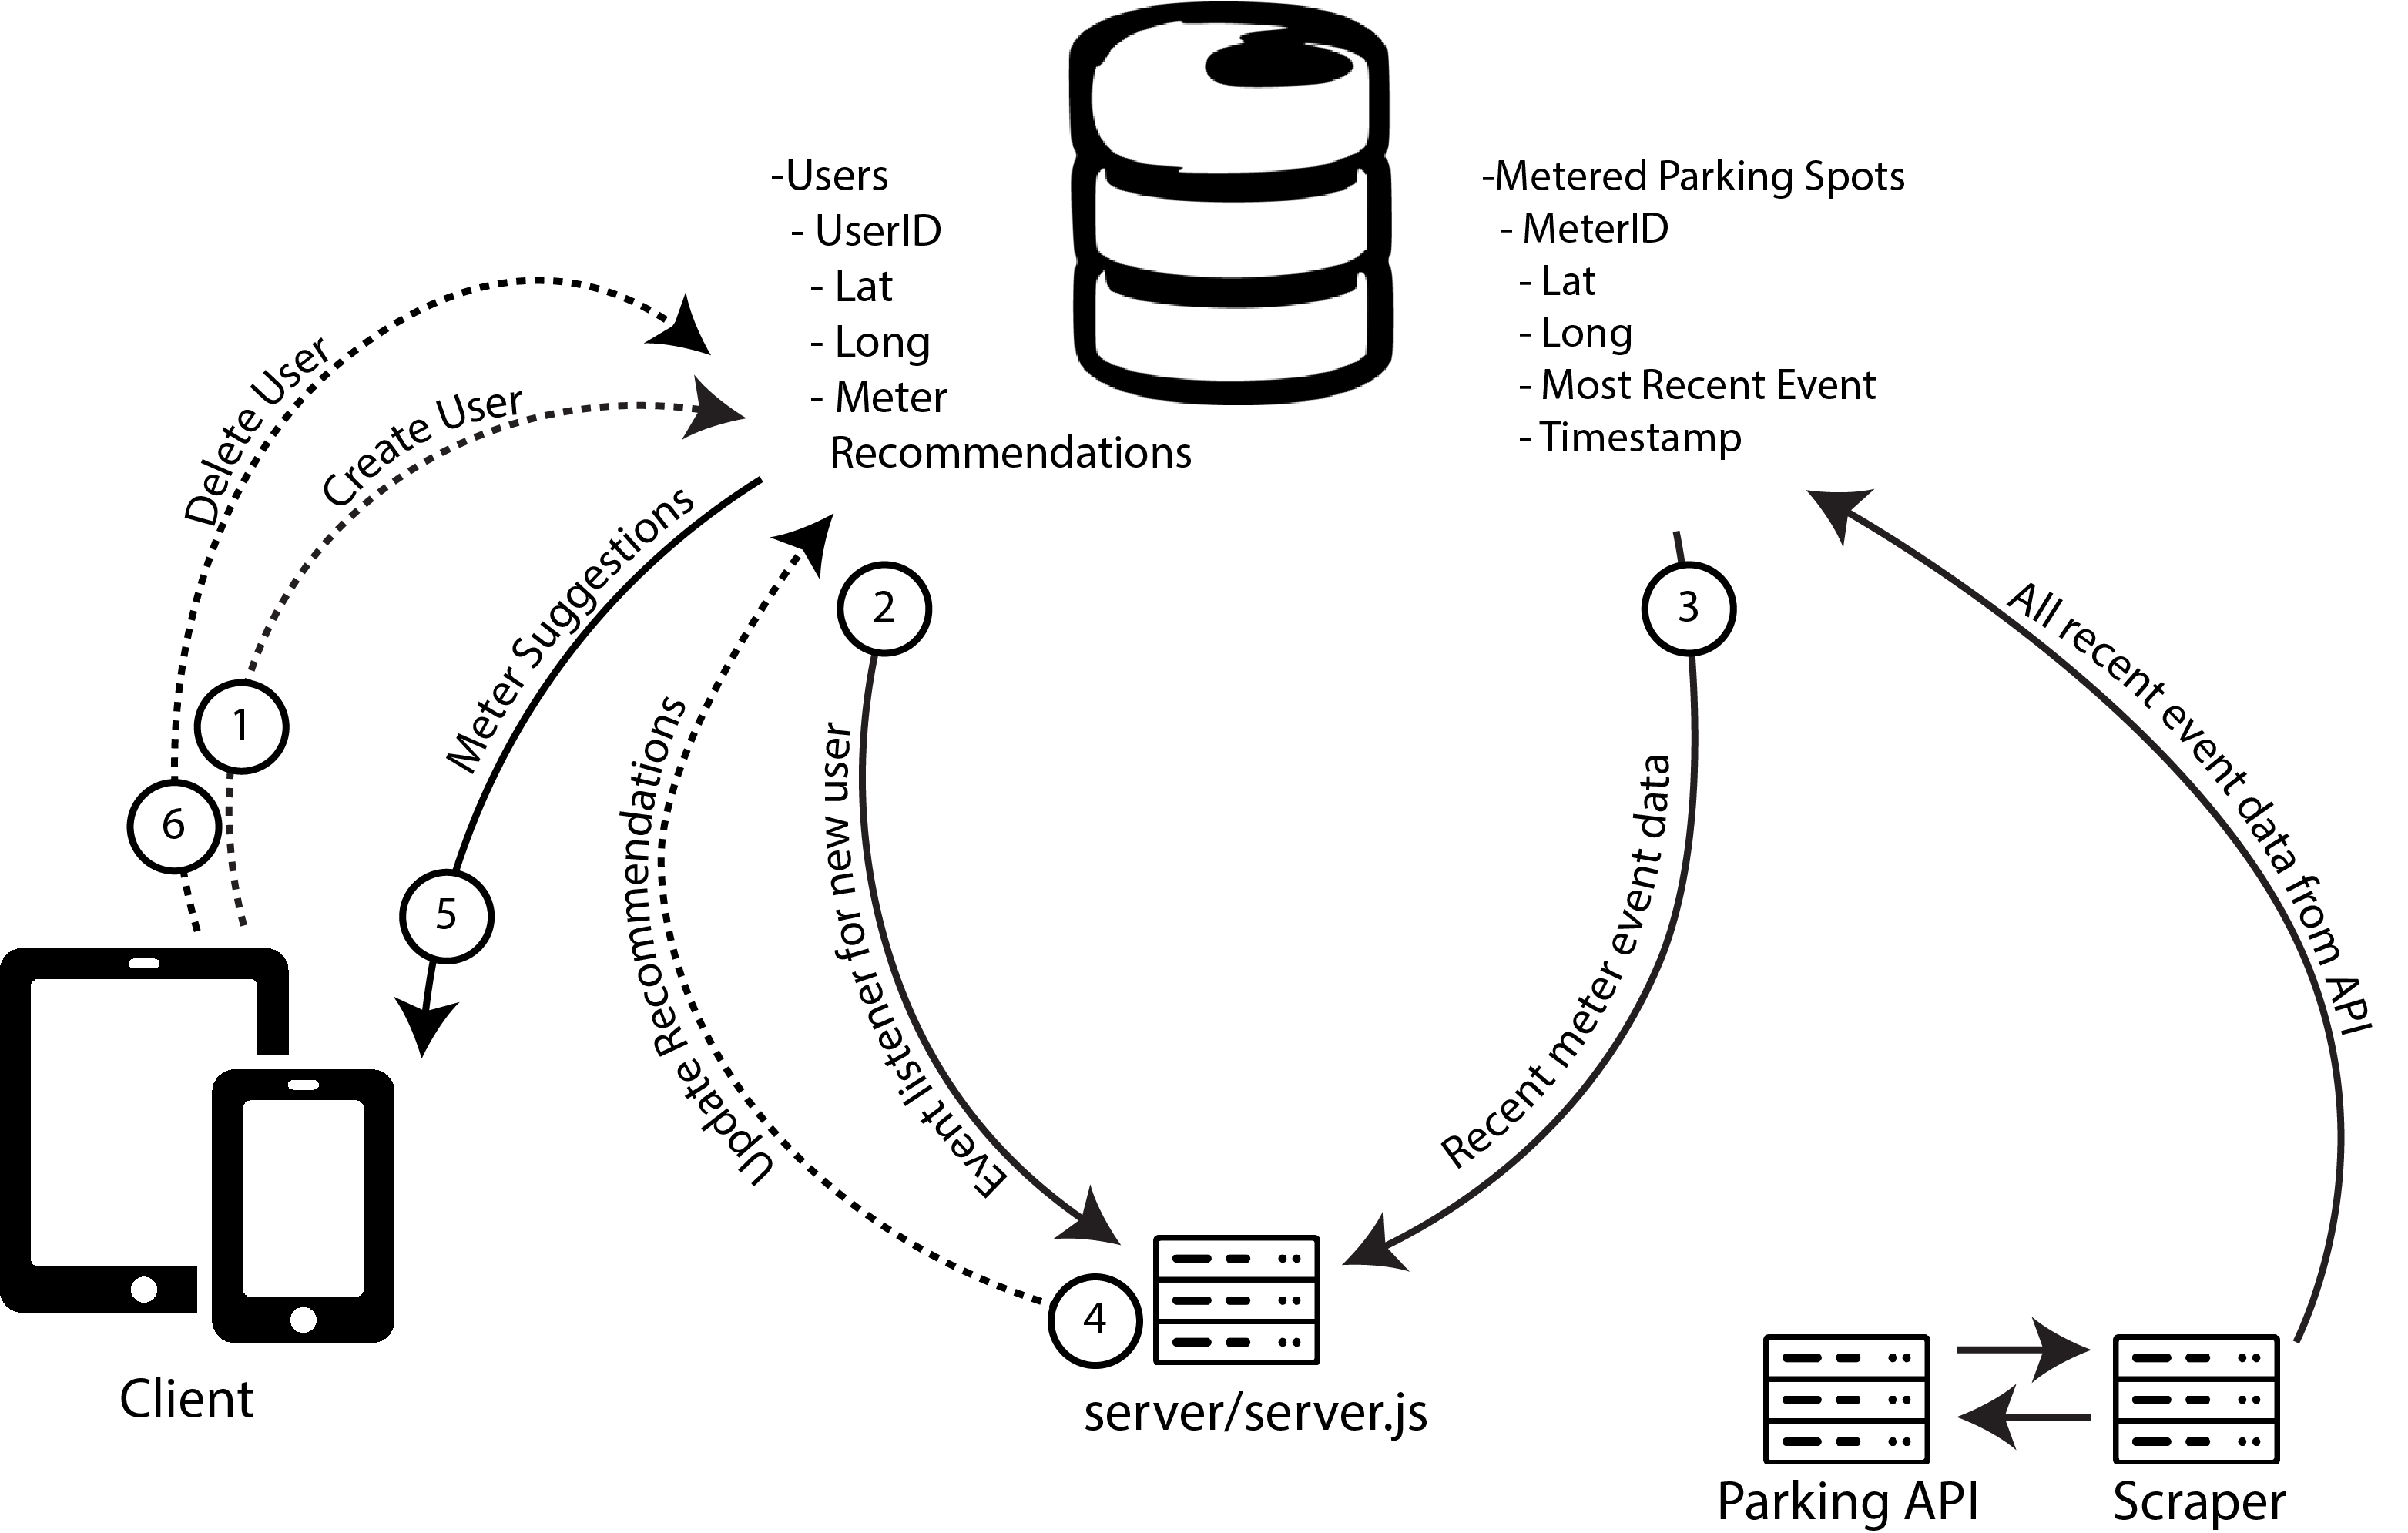 -Users
- UserID
- Lat
- Long
- Meter
Recommendations
-Metered Parking Spots
- MeterID
- Lat
- Long
- Most Recent Event
- Timestamp
Delete User
Create User
Meter Suggestions
Update Recommendations
Event listener for new user
Recent meter event data
All recent event data from API
1
2
3
4
5
6
Client
server/server.js
Parking API
Scraper